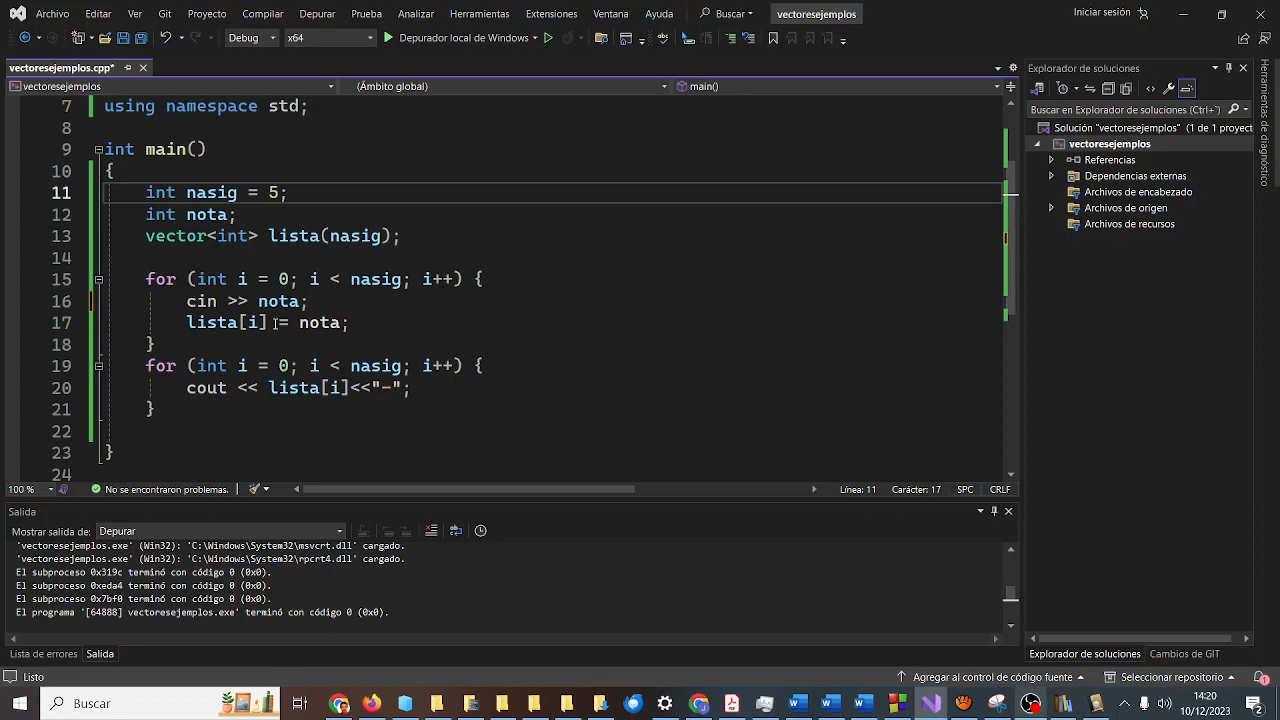 Archivo Editar Ver Git Proyecto Compilar Depurar Prueba Analizar Herramientas Extensiones Ventana Ayuda Buscar vectoresejemplos Iniciar sesión
Debug x64 Depurador local de Windows
vectoresejemplos.cpp*
vectoresejemplos (Ámbito global) main()
7 using namespace std;
8
9 int main()
10 {
11 int nasig = 5;
12 int nota;
13 vector<int> lista(nasig);
14
15 for (int i = 0; i < nasig; i++) {
16 cin >> nota;
17 lista[i] = nota;
18 }
19 for (int i = 0; i < nasig; i++) {
20 cout << lista[i]<<"-";
21 }
22
23 }
24
100 % No se encontraron problemas. Línea: 11 Carácter: 17 SPC CRLF
Salida
Mostrar salida de: Depurar
'vectoresejemplos.exe' (Win32): 'C:\Windows\System32\msvcrt.dll' cargado.
'vectoresejemplos.exe' (Win32): 'C:\Windows\System32\rpcrt4.dll' cargado.
El subproceso 0x319c terminó con código 0 (0x0).
El subproceso 0xeda4 terminó con código 0 (0x0).
El subproceso 0x7bf0 terminó con código 0 (0x0).
El programa '[64888] vectoresejemplos.exe' terminó con código 0 (0x0).
Lista de errores Salida
Explorador de soluciones
Buscar en Explorador de soluciones (Ctrl+
Solución "vectoresejemplos" (1 de 1 proyect
vectoresejemplos
Referencias
Dependencias externas
Archivos de encabezado
Archivos de origen
Archivos de recursos
Explorador de soluciones Cambios de GIT
Herramientas de diagnóstico
Listo Agregar al control de código fuente Seleccionar repositorio 1
Buscar 14:20
10/12/2023